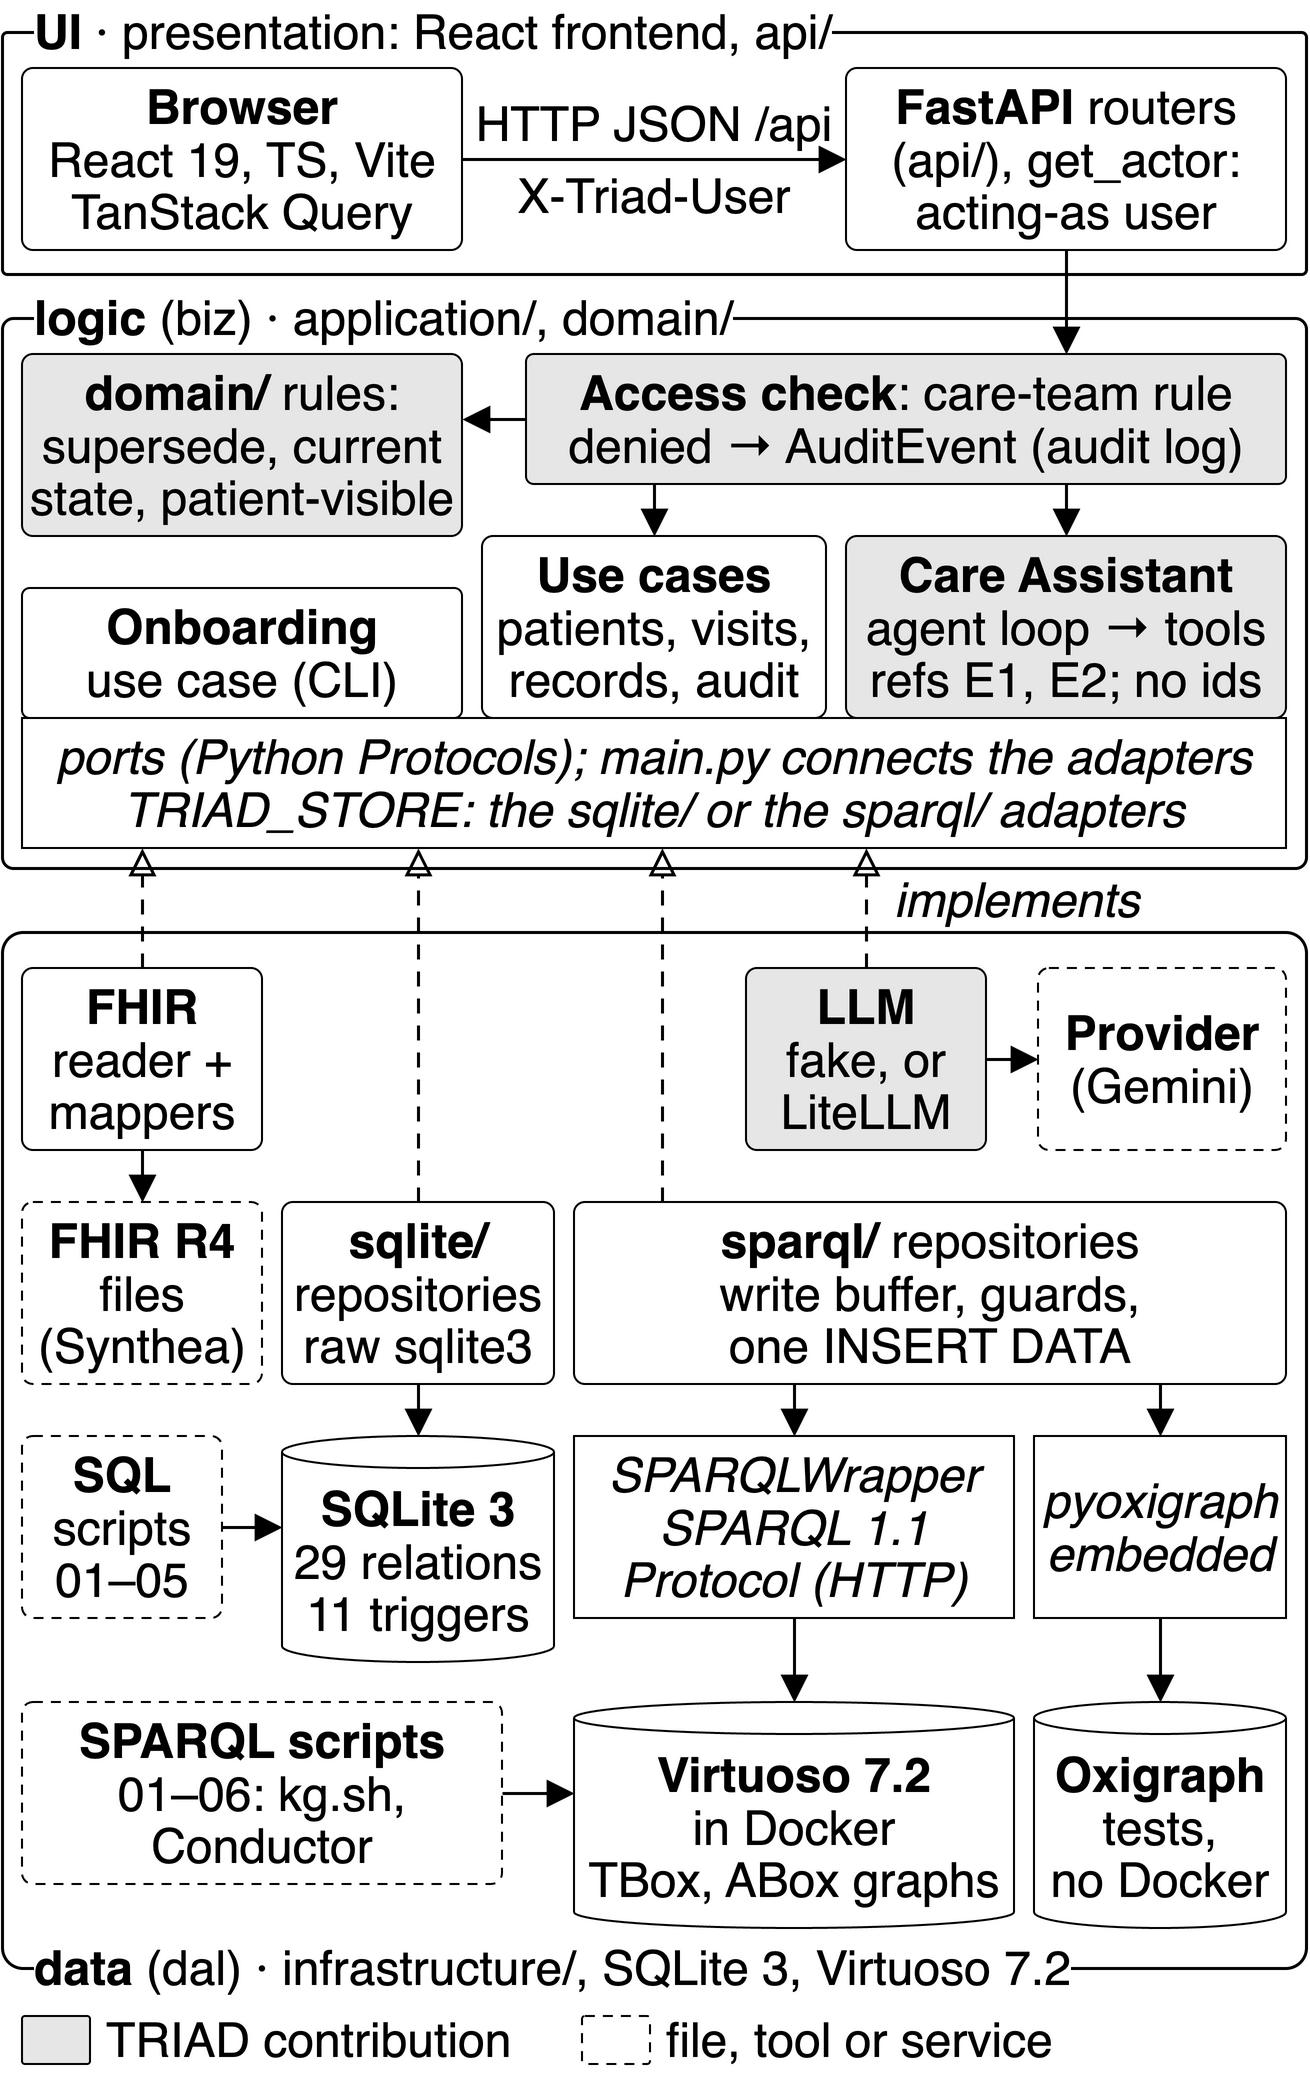 UI · presentation: React frontend, api/
Browser
React 19, TS, Vite
TanStack Query
HTTP JSON /api
X-Triad-User
FastAPI routers
(api/), get_actor:
acting-as user
logic (biz) · application/, domain/
domain/ rules:
supersede, current
state, patient-visible
Access check: care-team rule
denied → AuditEvent (audit log)
Onboarding
use case (CLI)
Use cases
patients, visits,
records, audit
Care Assistant
agent loop → tools
refs E1, E2; no ids
ports (Python Protocols); main.py connects the adapters
TRIAD_STORE: the sqlite/ or the sparql/ adapters
implements
FHIR
reader +
mappers
LLM
fake, or
LiteLLM
Provider
(Gemini)
FHIR R4
files
(Synthea)
sqlite/
repositories
raw sqlite3
sparql/ repositories
write buffer, guards,
one INSERT DATA
SQL
scripts
01–05
SQLite 3
29 relations
11 triggers
SPARQLWrapper
SPARQL 1.1
Protocol (HTTP)
pyoxigraph
embedded
SPARQL scripts
01–06: kg.sh,
Conductor
Virtuoso 7.2
in Docker
TBox, ABox graphs
Oxigraph
tests,
no Docker
data (dal) · infrastructure/, SQLite 3, Virtuoso 7.2
TRIAD contribution
file, tool or service